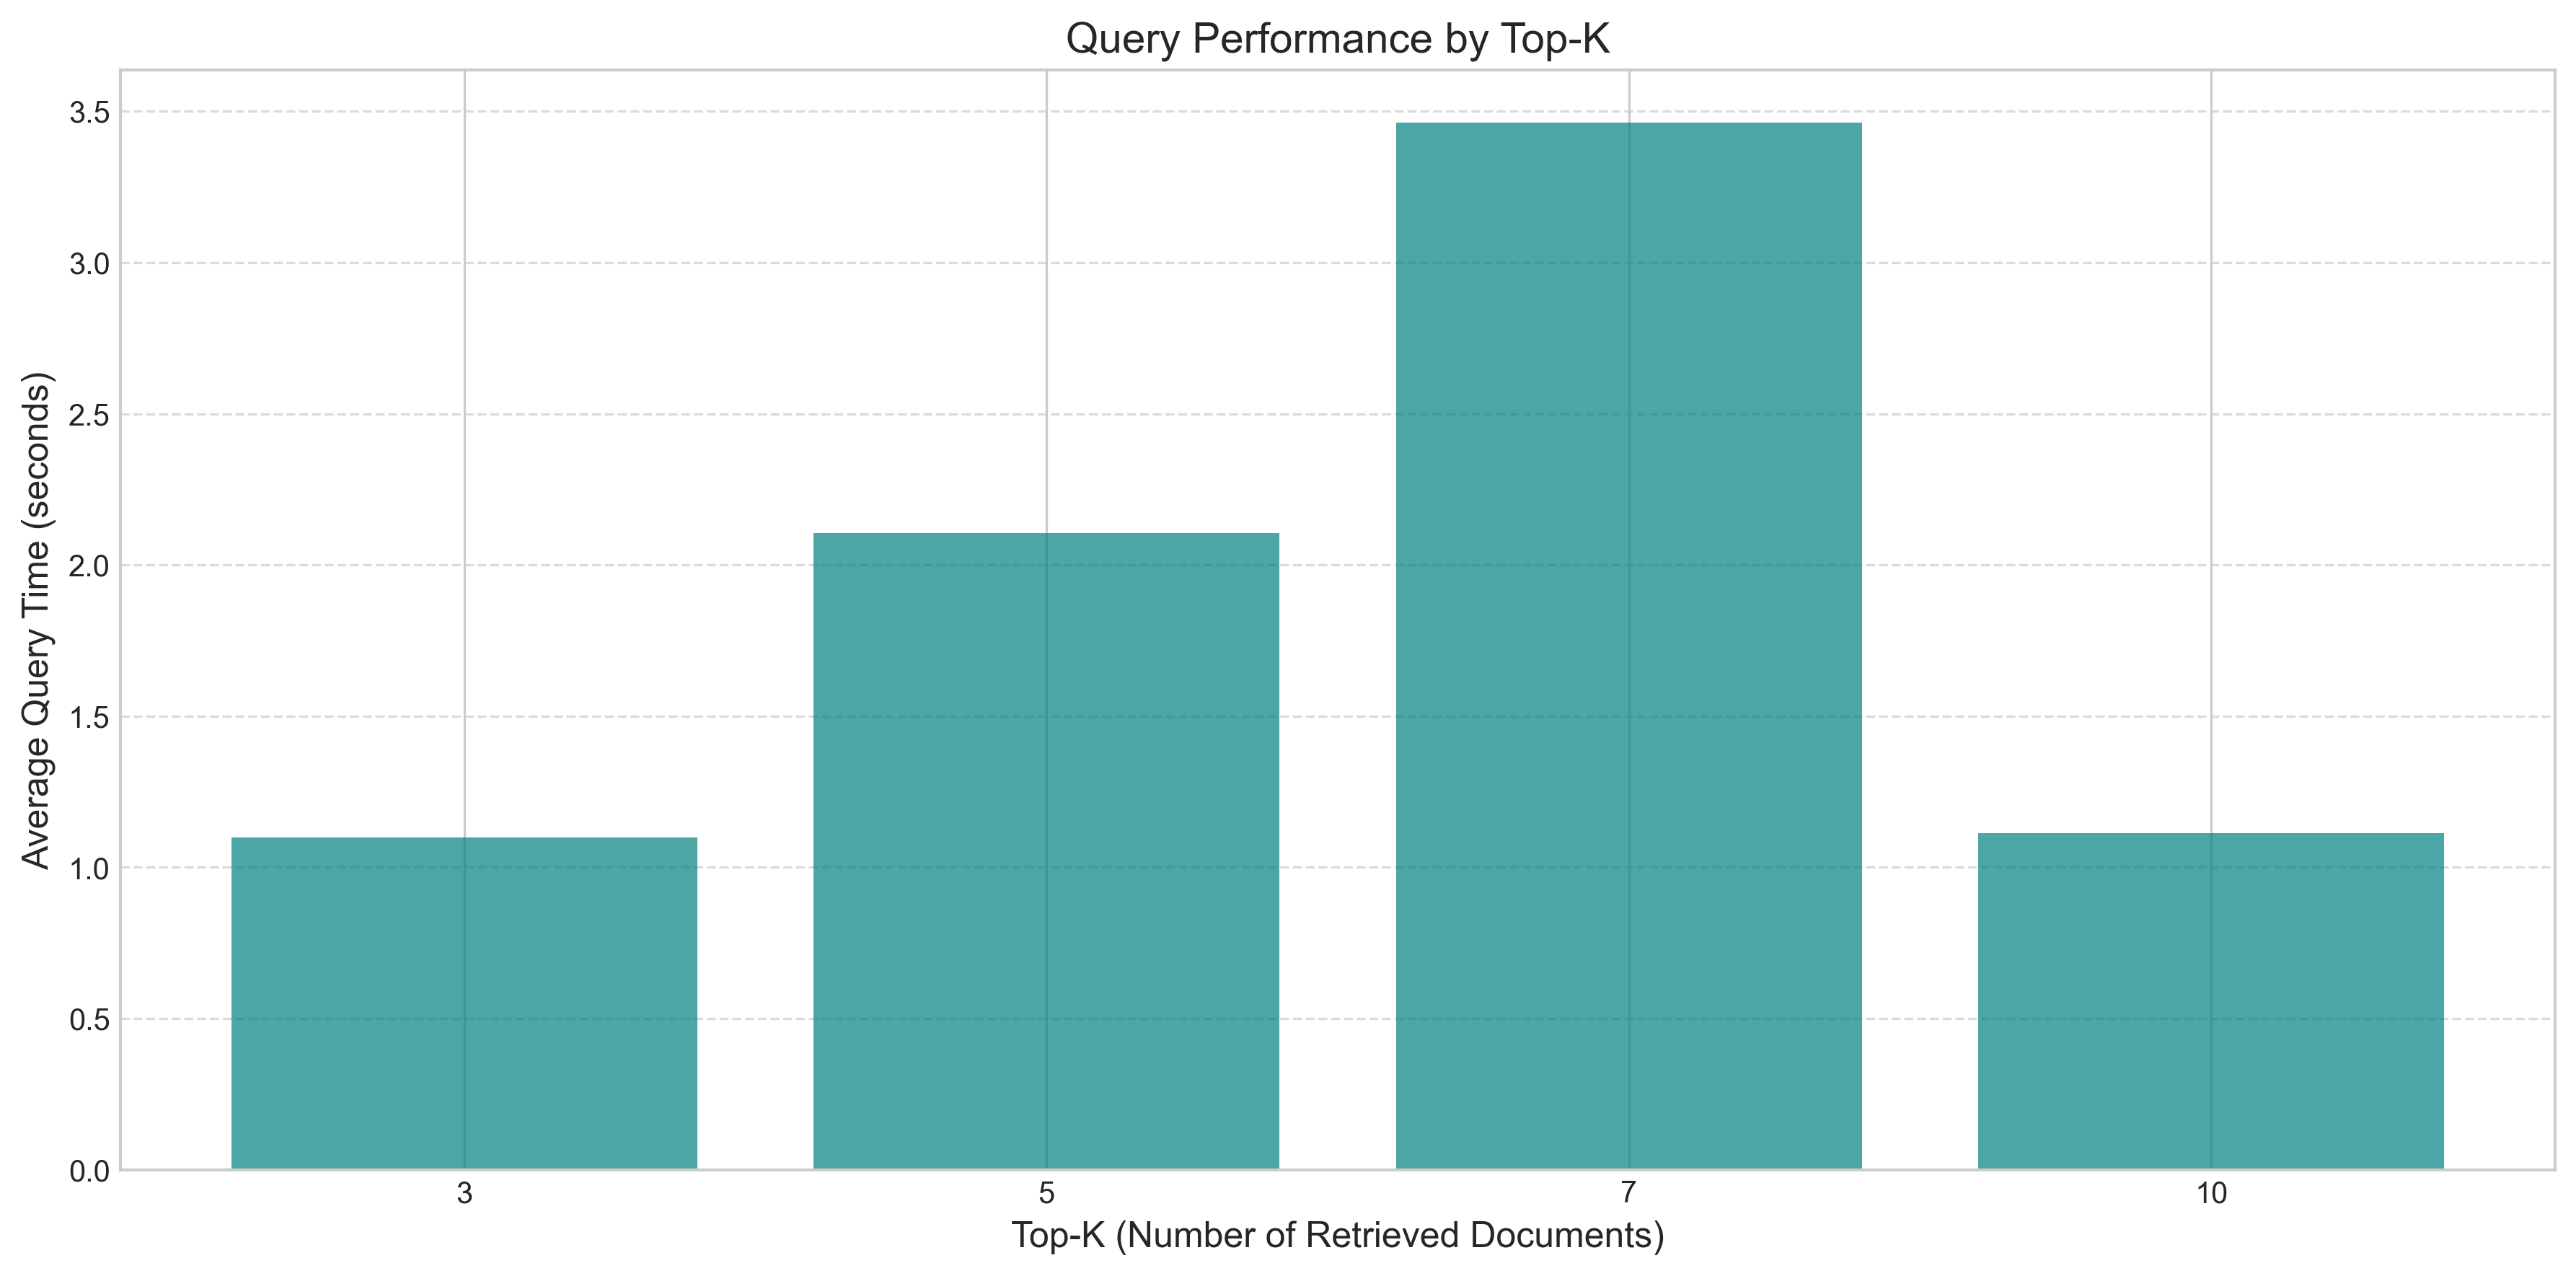 Query Performance by Top-K
3.5
3.0
2.5
2.0
1.5
1.0
0.5
0.0
Average Query Time (seconds)
3 5 7 10
Top-K (Number of Retrieved Documents)